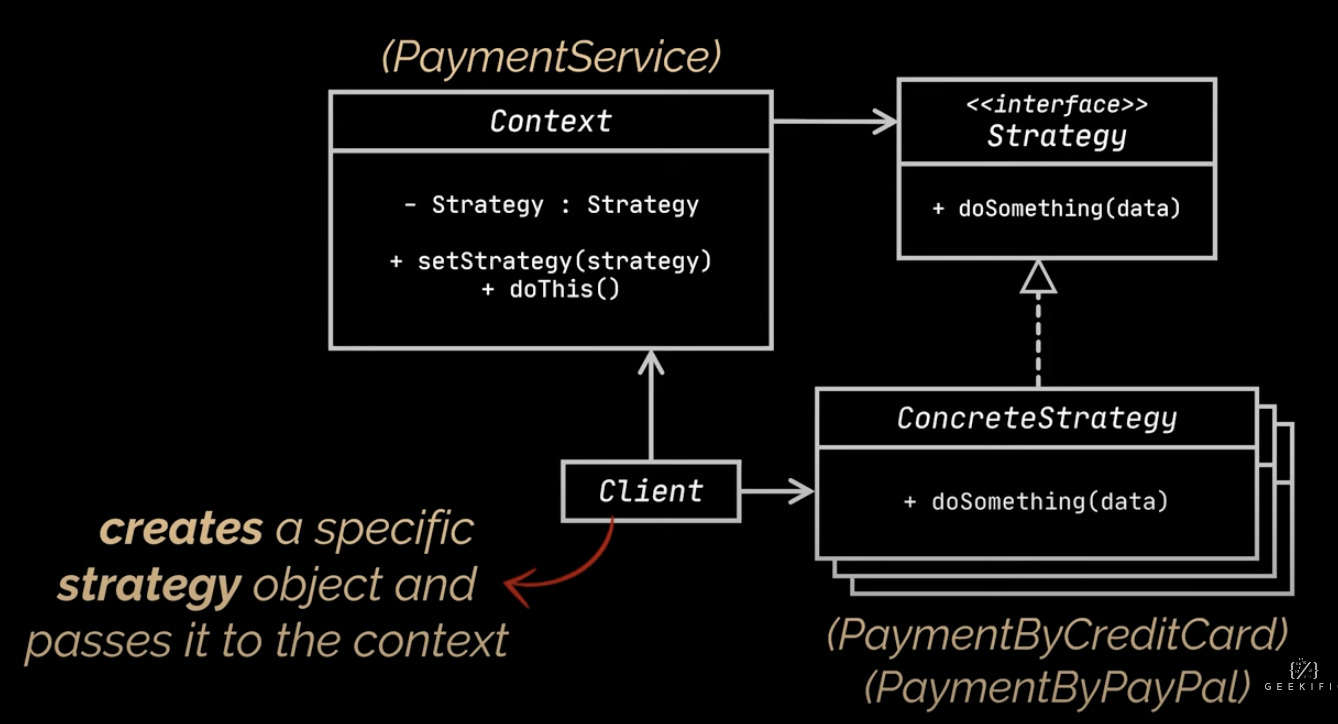 (PaymentService)
Context
- Strategy : Strategy
+ setStrategy(strategy)
+ doThis()
<<interface>>
Strategy
+ doSomething(data)
Client
ConcreteStrategy
+ doSomething(data)
creates a specific
strategy object and
passes it to the context
(PaymentByCreditCard)
(PaymentByPayPal)
GEEKIFI